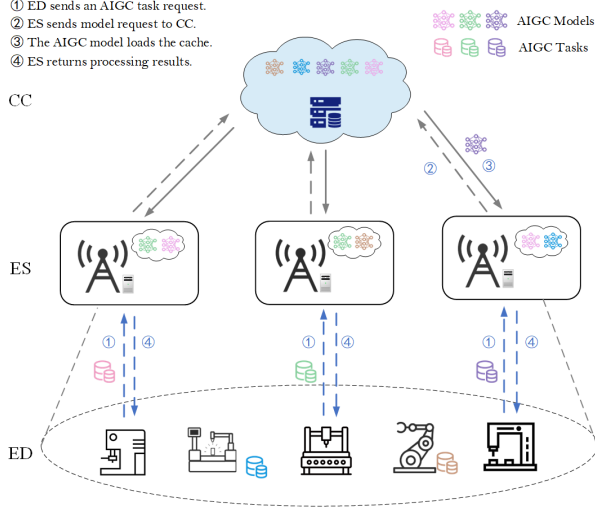 ① ED sends an AIGC task request.
② ES sends model request to CC.
③ The AIGC model loads the cache.
④ ES returns processing results.
AIGC Models
AIGC Tasks
CC
②
③
ES
①
④
①
④
①
④
ED